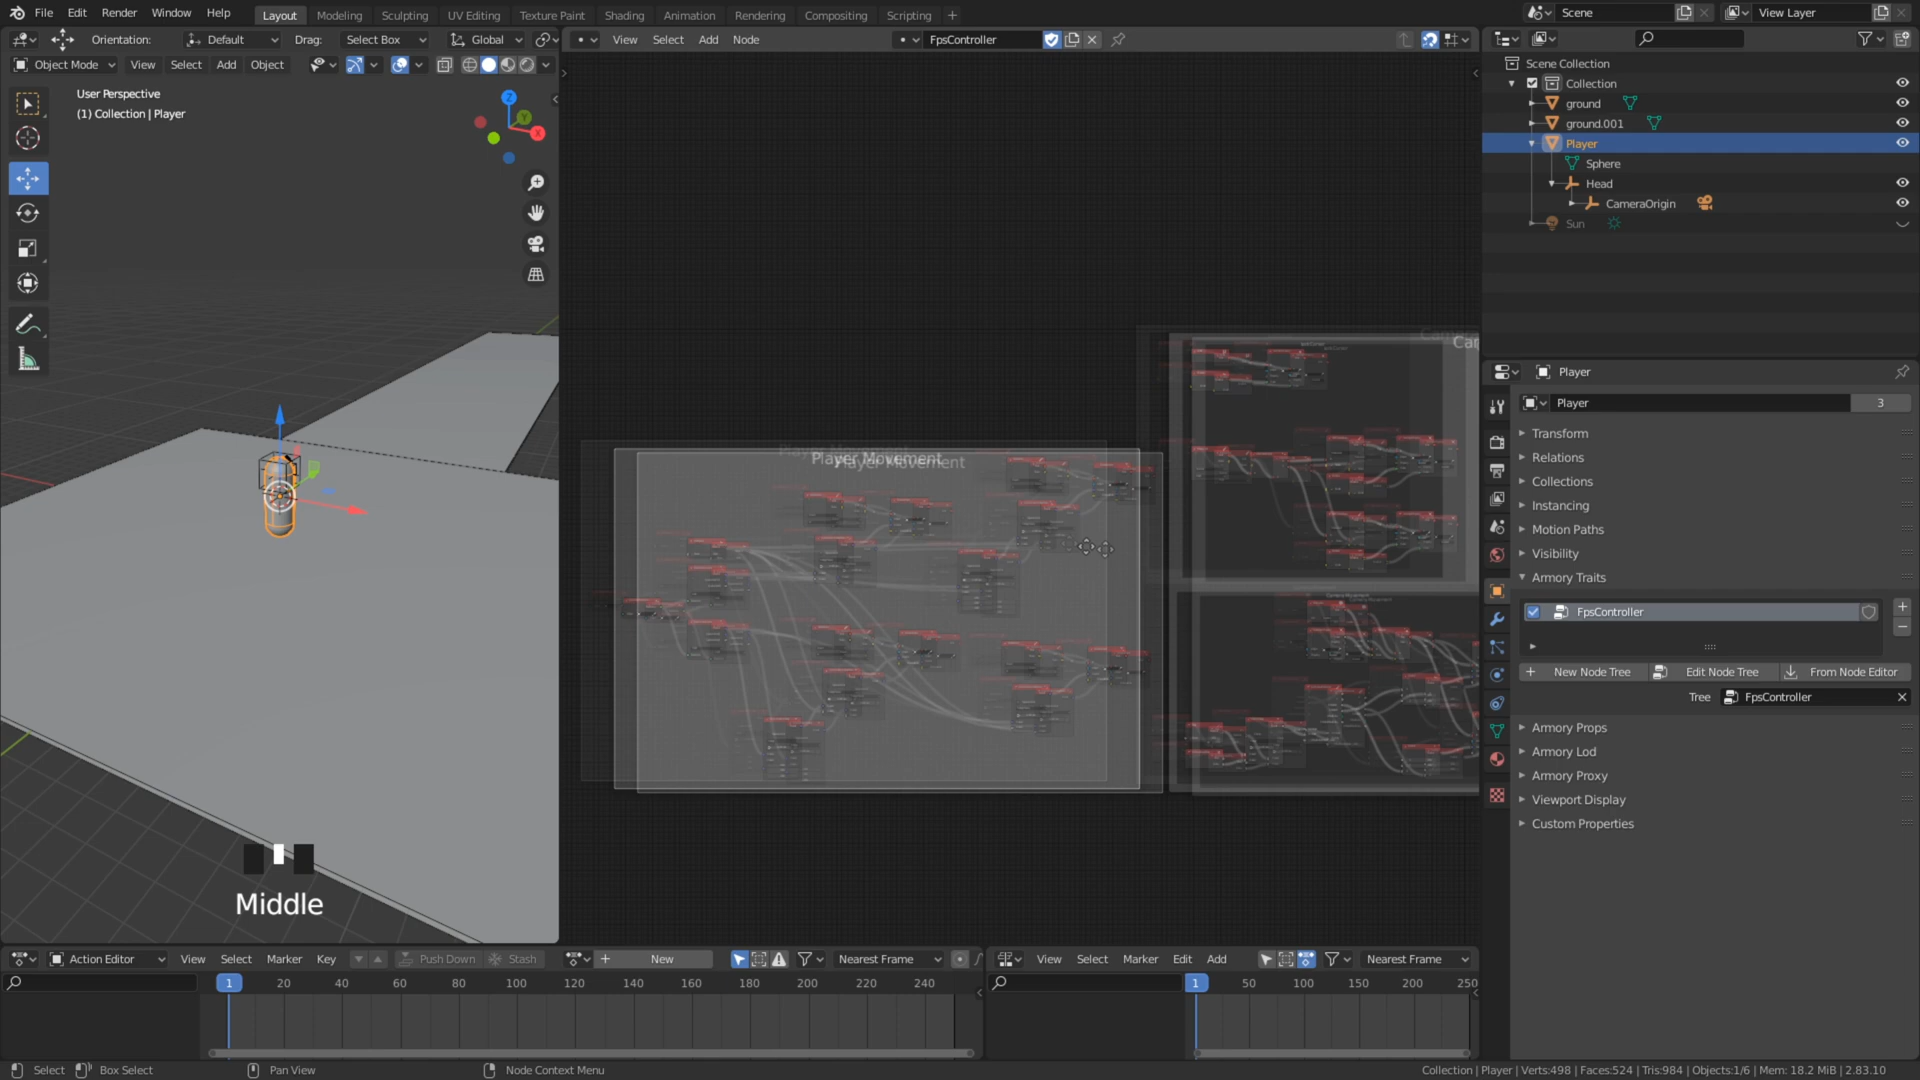 File Edit Render Window Help Layout Modeling Sculpting UV Editing Texture Paint Shading Animation Rendering Compositing Scripting + Scene View Layer
Orientation: Default Drag: Select Box Global View Select Add Node FpsController
Object Mode View Select Add Object
User Perspective
(1) Collection | Player
Z
Y
X
Scene Collection
Collection
ground
ground.001
Player
Sphere
Head
CameraOrigin
Sun
Player Movement
Player
Player 3
Transform
Relations
Collections
Instancing
Motion Paths
Visibility
Armory Traits
FpsController
+ New Node Tree Edit Node Tree From Node Editor
Tree FpsController
Armory Props
Armory Lod
Armory Proxy
Viewport Display
Custom Properties
Middle
Action Editor View Select Marker Key Push Down Stash + New Nearest Frame View Select Marker Edit Add Nearest Frame
1 20 40 60 80 100 120 140 160 180 200 220 240 1 50 100 150 200 250
Select Box Select Pan View Node Context Menu Collection | Player | Verts:498 | Faces:524 | Tris:984 | Objects:1/6 | Mem: 18.2 MiB | 2.83.10